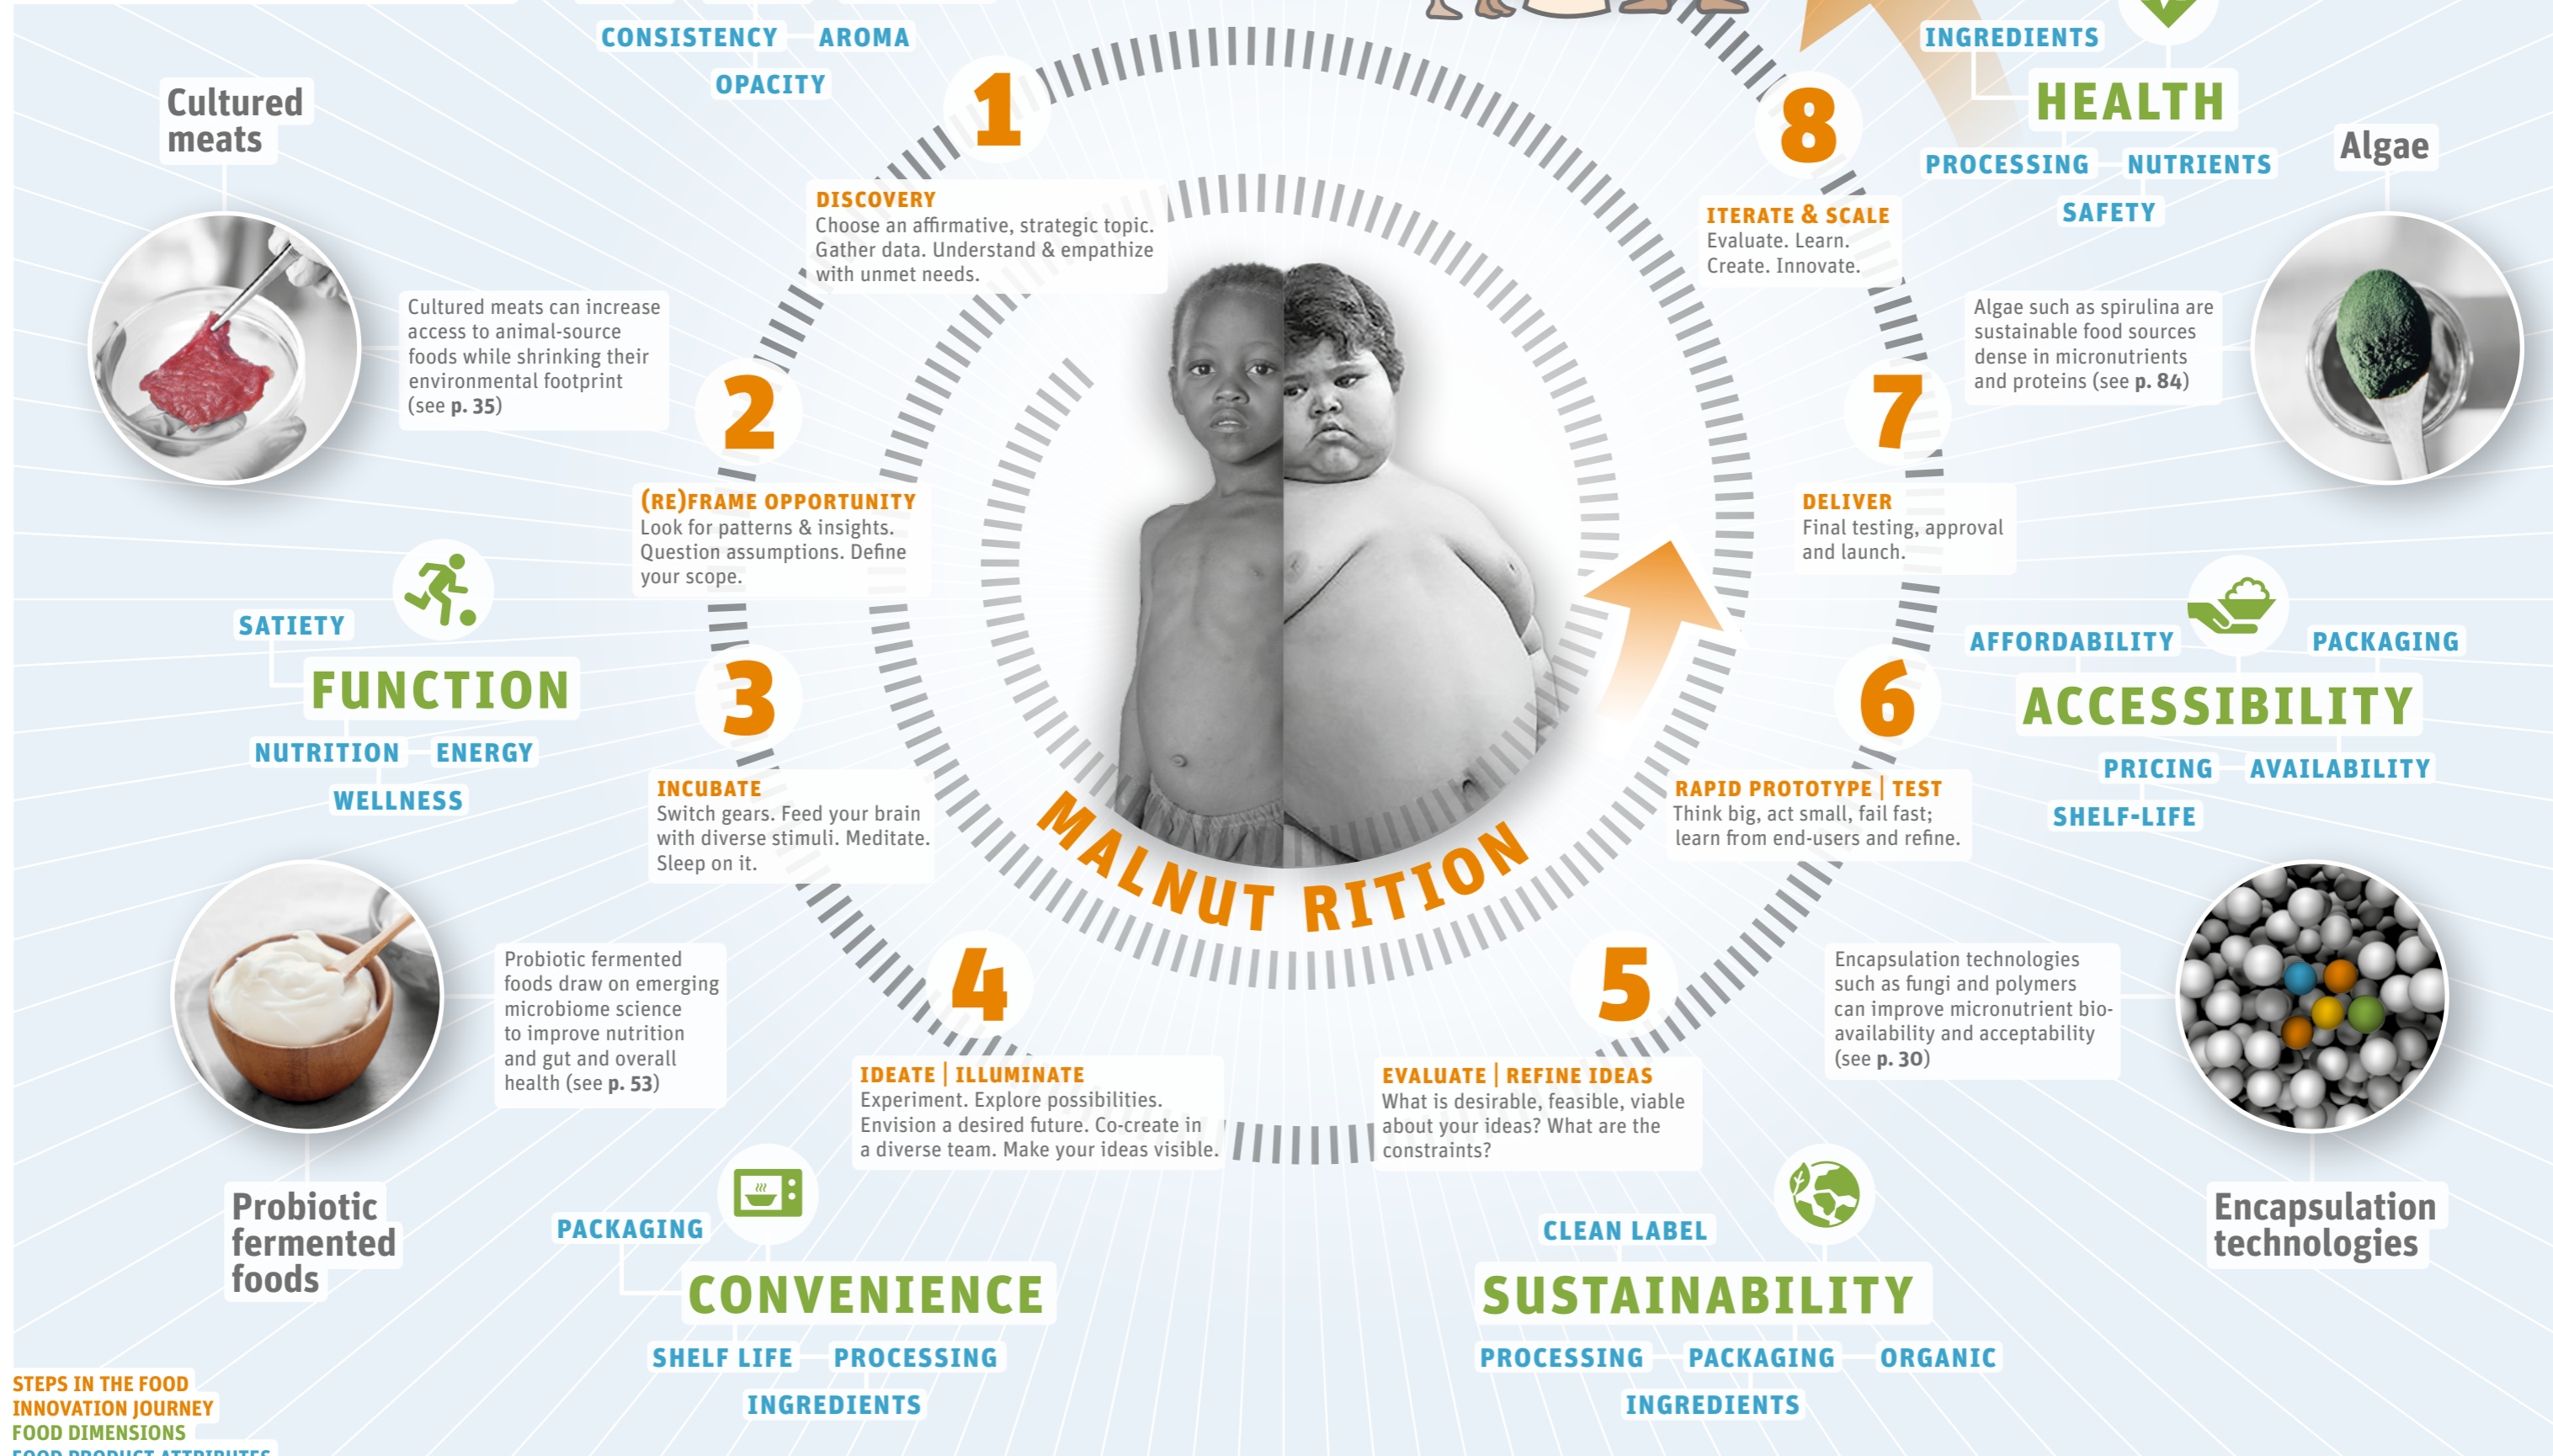 CONSISTENCY AROMA
OPACITY
INGREDIENTS
HEALTH
PROCESSING NUTRIENTS
SAFETY
Cultured
meats
Cultured meats can increase
access to animal-source
foods while shrinking their
environmental footprint
(see p. 35)
Algae
Algae such as spirulina are
sustainable food sources
dense in micronutrients
and proteins (see p. 84)
1
DISCOVERY
Choose an affirmative, strategic topic.
Gather data. Understand & empathize
with unmet needs.
2
(RE)FRAME OPPORTUNITY
Look for patterns & insights.
Question assumptions. Define
your scope.
3
INCUBATE
Switch gears. Feed your brain
with diverse stimuli. Meditate.
Sleep on it.
4
IDEATE | ILLUMINATE
Experiment. Explore possibilities.
Envision a desired future. Co-create in
a diverse team. Make your ideas visible.
5
EVALUATE | REFINE IDEAS
What is desirable, feasible, viable
about your ideas? What are the
constraints?
6
RAPID PROTOTYPE | TEST
Think big, act small, fail fast;
learn from end-users and refine.
7
DELIVER
Final testing, approval
and launch.
8
ITERATE & SCALE
Evaluate. Learn.
Create. Innovate.
MALNUT RITION
SATIETY
FUNCTION
NUTRITION ENERGY
WELLNESS
AFFORDABILITY PACKAGING
ACCESSIBILITY
PRICING AVAILABILITY
SHELF-LIFE
Probiotic fermented
foods draw on emerging
microbiome science
to improve nutrition
and gut and overall
health (see p. 53)
Probiotic
fermented
foods
Encapsulation technologies
such as fungi and polymers
can improve micronutrient bio-
availability and acceptability
(see p. 30)
Encapsulation
technologies
PACKAGING
CONVENIENCE
SHELF LIFE PROCESSING
INGREDIENTS
CLEAN LABEL
SUSTAINABILITY
PROCESSING PACKAGING ORGANIC
INGREDIENTS
STEPS IN THE FOOD
INNOVATION JOURNEY
FOOD DIMENSIONS
FOOD PRODUCT ATTRIBUTES